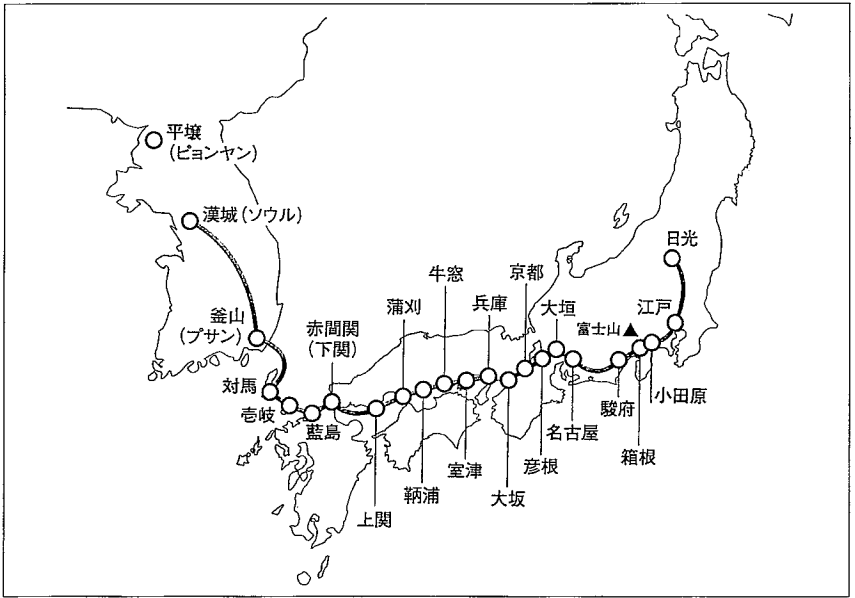 平壌
(ピョンヤン)
漢城(ソウル)
釜山
(プサン)
対馬
壱岐
藍島
赤間関
(下関)
上関
蒲刈
鞆浦
牛窓
室津
兵庫
大坂
京都
彦根
大垣
名古屋
富士山
駿府
箱根
小田原
江戸
日光